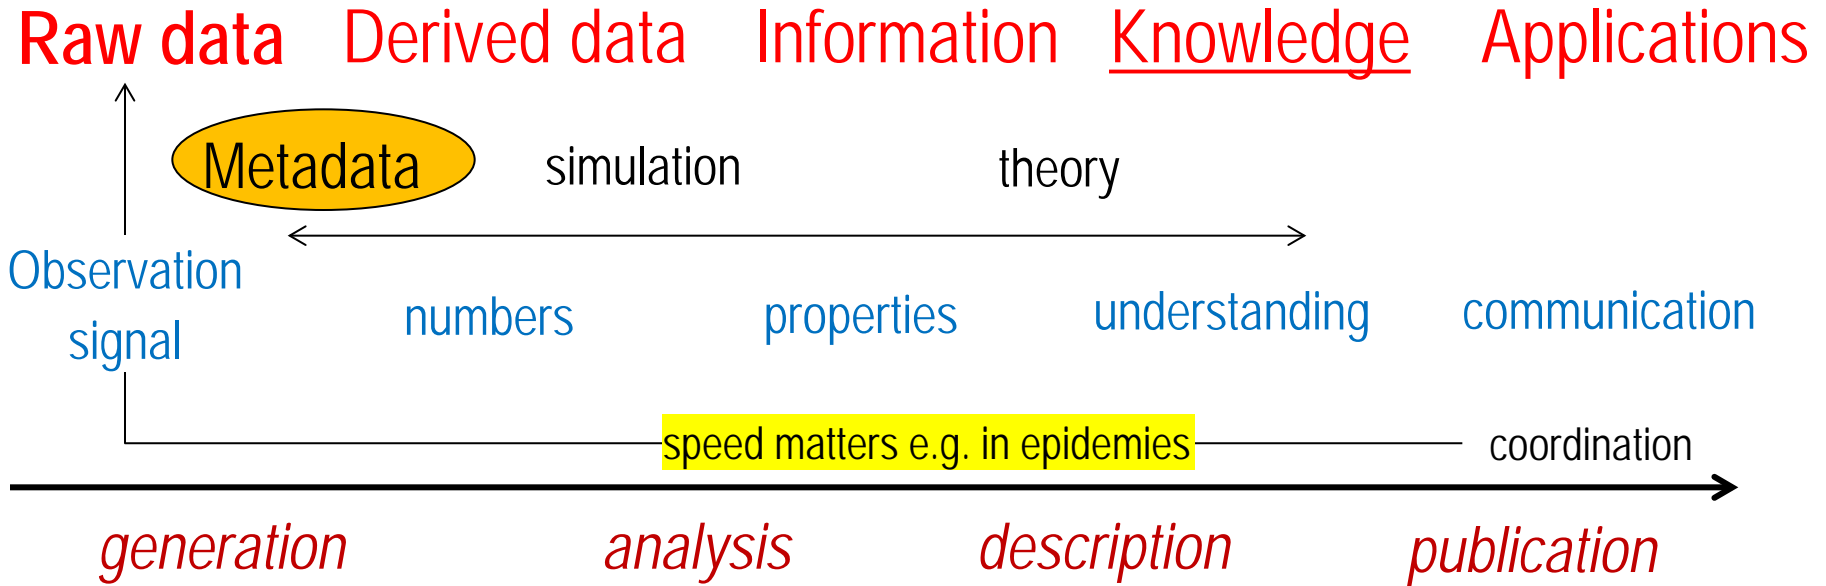 Raw data Derived data Information Knowledge Applications
Metadata simulation theory
Observation
signal
numbers properties understanding communication
speed matters e.g. in epidemies coordination
generation analysis description publication